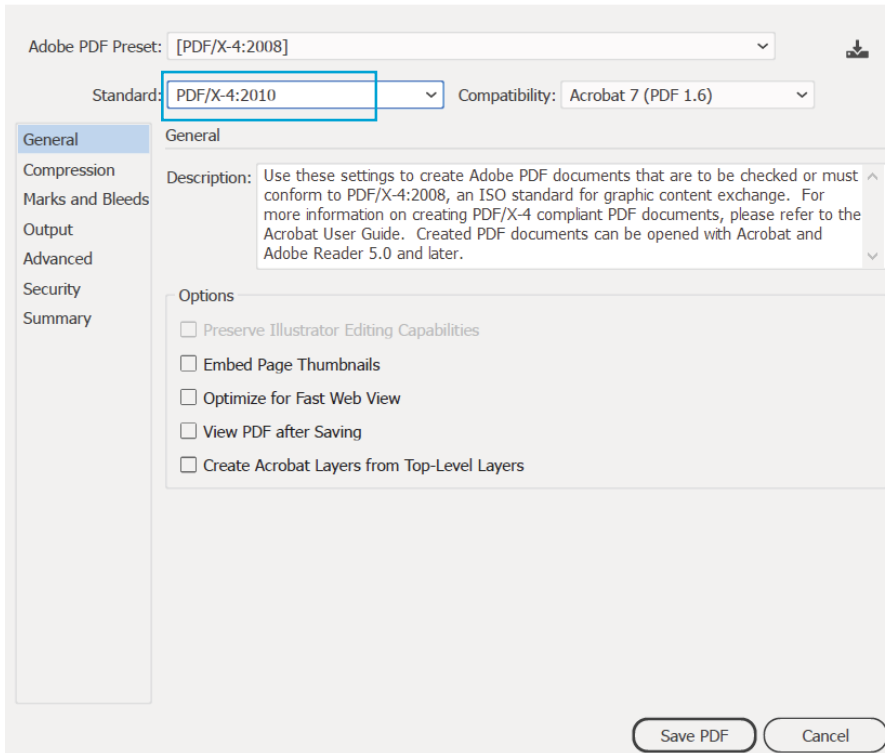 Adobe PDF Preset: [PDF/X-4:2008]
Standard: PDF/X-4:2010 Compatibility: Acrobat 7 (PDF 1.6)
General
Compression
Marks and Bleeds
Output
Advanced
Security
Summary
General
Description: Use these settings to create Adobe PDF documents that are to be checked or must
conform to PDF/X-4:2008, an ISO standard for graphic content exchange. For
more information on creating PDF/X-4 compliant PDF documents, please refer to the
Acrobat User Guide. Created PDF documents can be opened with Acrobat and
Adobe Reader 5.0 and later.
Options
Preserve Illustrator Editing Capabilities
Embed Page Thumbnails
Optimize for Fast Web View
View PDF after Saving
Create Acrobat Layers from Top-Level Layers
Save PDF Cancel